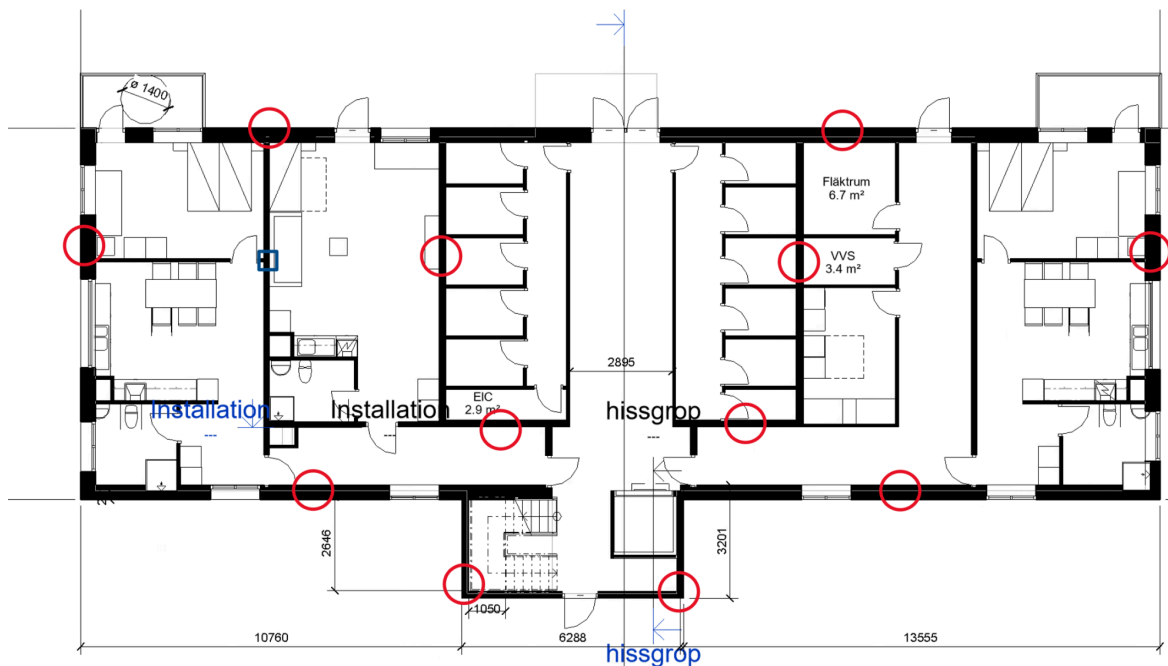 ø 1400
Fläktrum
6.7 m²
VVS
3.4 m²
2895
EIC
2.9 m²
Installation
Installation
hissgrop
---
---
---
2646
3201
1050
10760
6288
13555
hissgrop